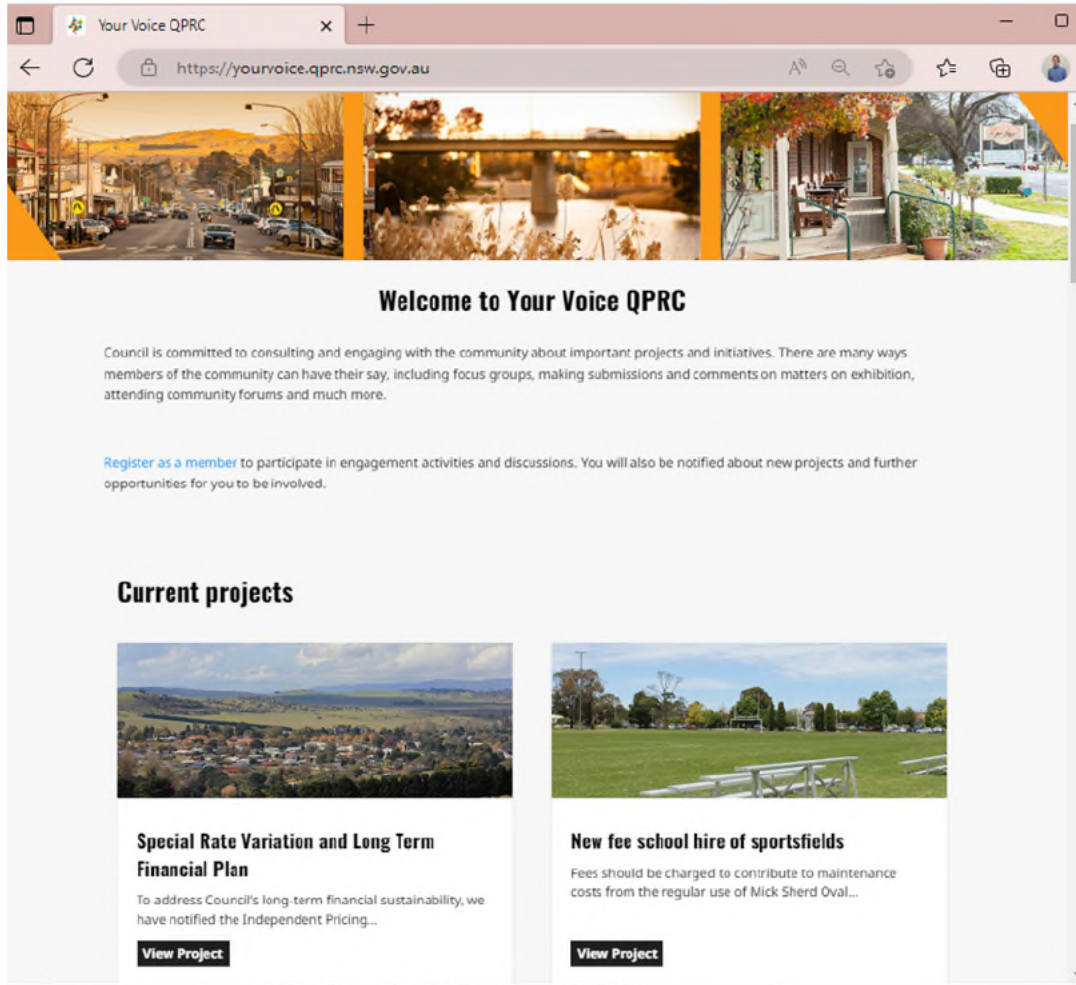 Your Voice QPRC
https://yourvoice.qprc.nsw.gov.au
Welcome to Your Voice QPRC
Council is committed to consulting and engaging with the community about important projects and initiatives. There are many ways
members of the community can have their say, including focus groups, making submissions and comments on matters on exhibition,
attending community forums and much more.
Register as a member to participate in engagement activities and discussions. You will also be notified about new projects and further
opportunities for you to be involved.
Current projects
Special Rate Variation and Long Term
Financial Plan
To address Council's long-term financial sustainability, we
have notified the Independent Pricing...
View Project
New fee school hire of sportsfields
Fees should be charged to contribute to maintenance
costs from the regular use of Mick Sherd Oval...
View Project